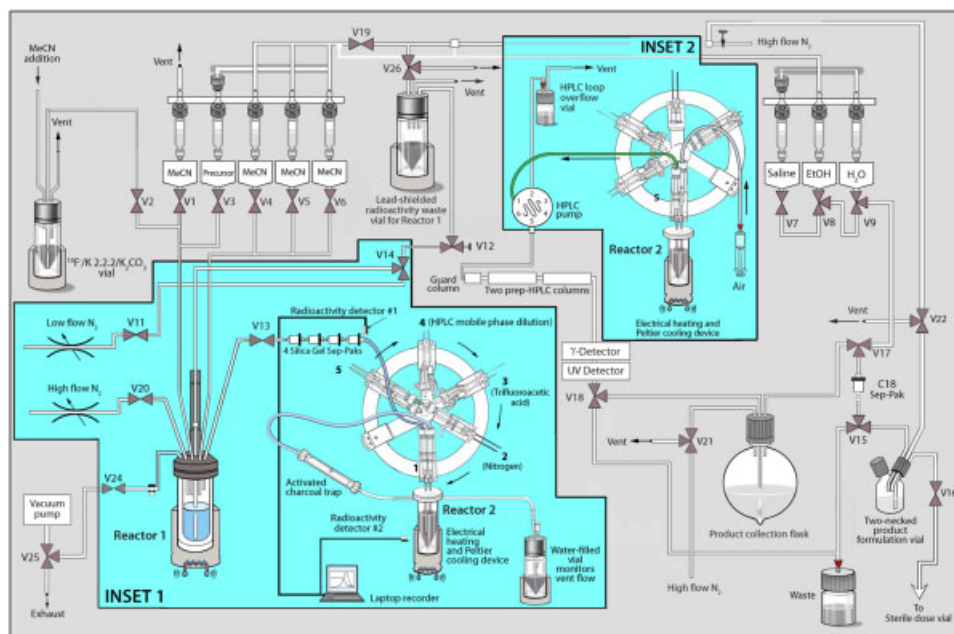 MeCN
addition
Vent
Vent
V19
V26
Vent
INSET 2
High flow N2
Vent
HPLC loop
overflow
vial
MeCN
Precursor
MeCN
MeCN
MeCN
V2
V1
V3
V4
V5
V6
Lead-shielded
radioactivity waste
vial for Reactor 1
HPLC
pump
5
Reactor 2
Air
Saline
EtOH
H2O
V7
V8
V9
18F/K 2.2.2/K2CO3
vial
V12
V14
Guard
column
Two prep-HPLC columns
Electrical heating and
Peltier cooling device
Low flow N2
V11
V13
Radioactivity detector #1
4 Silica Gel Sep-Paks
4 (HPLC mobile phase dilution)
5
3
(Trifluoroacetic
acid)
2
(Nitrogen)
1
High flow N2
V20
γ-Detector
UV Detector
V18
Vent
V22
V17
C18
Sep-Pak
V15
Vent
V21
V24
Activated
charcoal trap
Vacuum
pump
V25
Exhaust
Reactor 1
Reactor 2
Radioactivity
detector #2
Electrical
heating
and Peltier
cooling device
Water-filled
vial
monitors
vent flow
Laptop recorder
INSET 1
Product collection flask
Two-necked
product
formulation vial
V16
High flow N2
Waste
To
Sterile dose vial